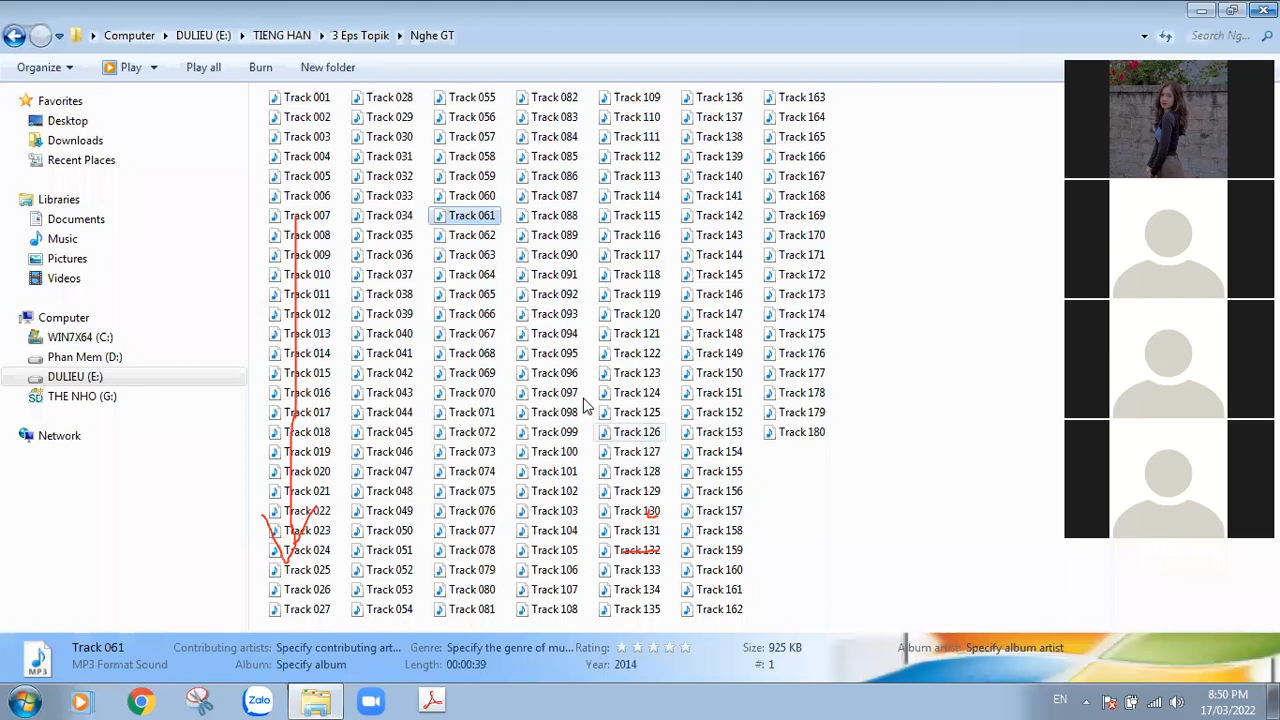 Computer DULIEU (E:) TIENG HAN 3 Eps Topik Nghe GT Search Ng...
Organize Play Play all Burn New folder
Favorites
Desktop
Downloads
Recent Places
Libraries
Documents
Music
Pictures
Videos
Computer
WIN7X64 (C:)
Phan Mem (D:)
DULIEU (E:)
THE NHO (G:)
Network
Track 001 Track 028 Track 055 Track 082 Track 109 Track 136 Track 163
Track 002 Track 029 Track 056 Track 083 Track 110 Track 137 Track 164
Track 003 Track 030 Track 057 Track 084 Track 111 Track 138 Track 165
Track 004 Track 031 Track 058 Track 085 Track 112 Track 139 Track 166
Track 005 Track 032 Track 059 Track 086 Track 113 Track 140 Track 167
Track 006 Track 033 Track 060 Track 087 Track 114 Track 141 Track 168
Track 007 Track 034 Track 061 Track 088 Track 115 Track 142 Track 169
Track 008 Track 035 Track 062 Track 089 Track 116 Track 143 Track 170
Track 009 Track 036 Track 063 Track 090 Track 117 Track 144 Track 171
Track 010 Track 037 Track 064 Track 091 Track 118 Track 145 Track 172
Track 011 Track 038 Track 065 Track 092 Track 119 Track 146 Track 173
Track 012 Track 039 Track 066 Track 093 Track 120 Track 147 Track 174
Track 013 Track 040 Track 067 Track 094 Track 121 Track 148 Track 175
Track 014 Track 041 Track 068 Track 095 Track 122 Track 149 Track 176
Track 015 Track 042 Track 069 Track 096 Track 123 Track 150 Track 177
Track 016 Track 043 Track 070 Track 097 Track 124 Track 151 Track 178
Track 017 Track 044 Track 071 Track 098 Track 125 Track 152 Track 179
Track 018 Track 045 Track 072 Track 099 Track 126 Track 153 Track 180
Track 019 Track 046 Track 073 Track 100 Track 127 Track 154
Track 020 Track 047 Track 074 Track 101 Track 128 Track 155
Track 021 Track 048 Track 075 Track 102 Track 129 Track 156
Track 022 Track 049 Track 076 Track 103 Track 130 Track 157
Track 023 Track 050 Track 077 Track 104 Track 131 Track 158
Track 024 Track 051 Track 078 Track 105 Track 132 Track 159
Track 025 Track 052 Track 079 Track 106 Track 133 Track 160
Track 026 Track 053 Track 080 Track 107 Track 134 Track 161
Track 027 Track 054 Track 081 Track 108 Track 135 Track 162
Track 061 Contributing artists: Specify contributing art... Genre: Specify the genre of mu... Rating: Size: 925 KB Album artist: Specify album artist
MP3 Format Sound Album: Specify album Length: 00:00:39 Year: 2014 #: 1
MP3
Zalo
EN
8:50 PM
17/03/2022